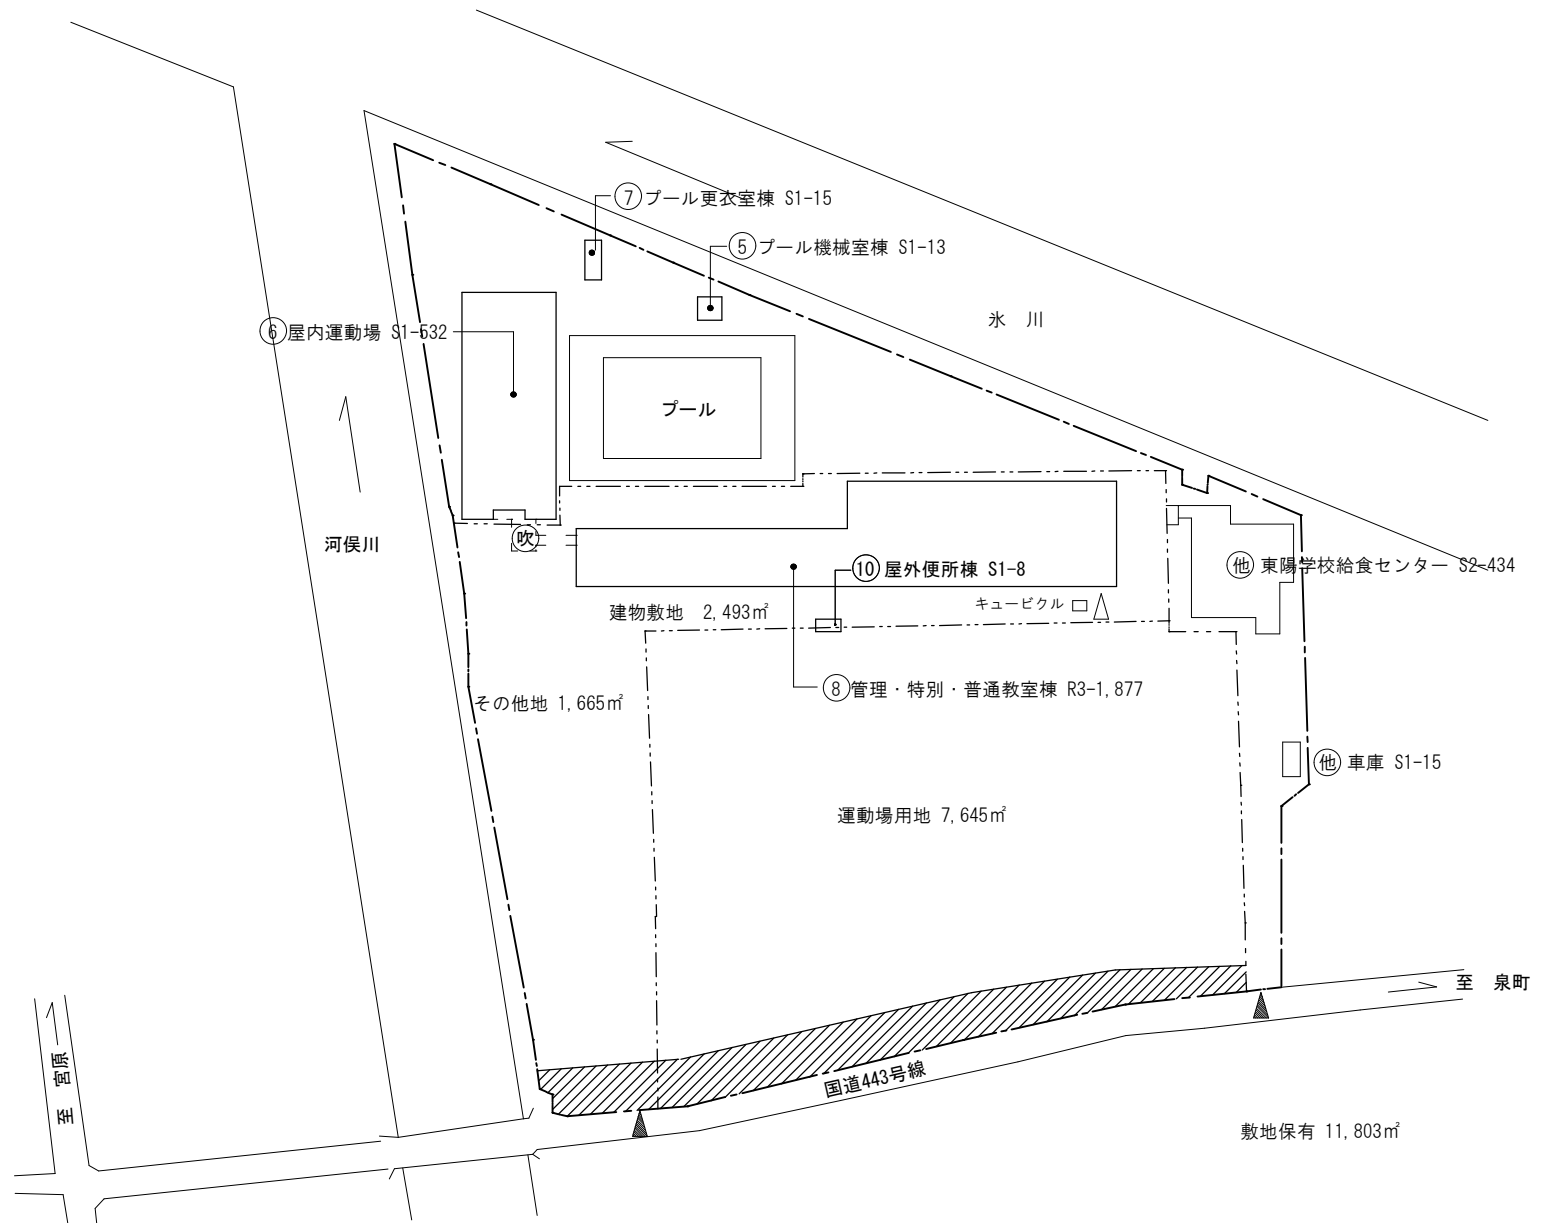 ⑦プール更衣室棟 S1-15
⑤プール機械室棟 S1-13
氷 川
⑥屋内運動場 S1-532
プール
河俣川
吹
⑩屋外便所棟 S1-8
他 東陽学校給食センター S2-434
建物敷地 2,493㎡
キュービクル
⑧管理・特別・普通教室棟 R3-1,877
その他地 1,665㎡
他 車庫 S1-15
運動場用地 7,645㎡
至 泉町
至 宮原
国道443号線
敷地保有 11,803㎡